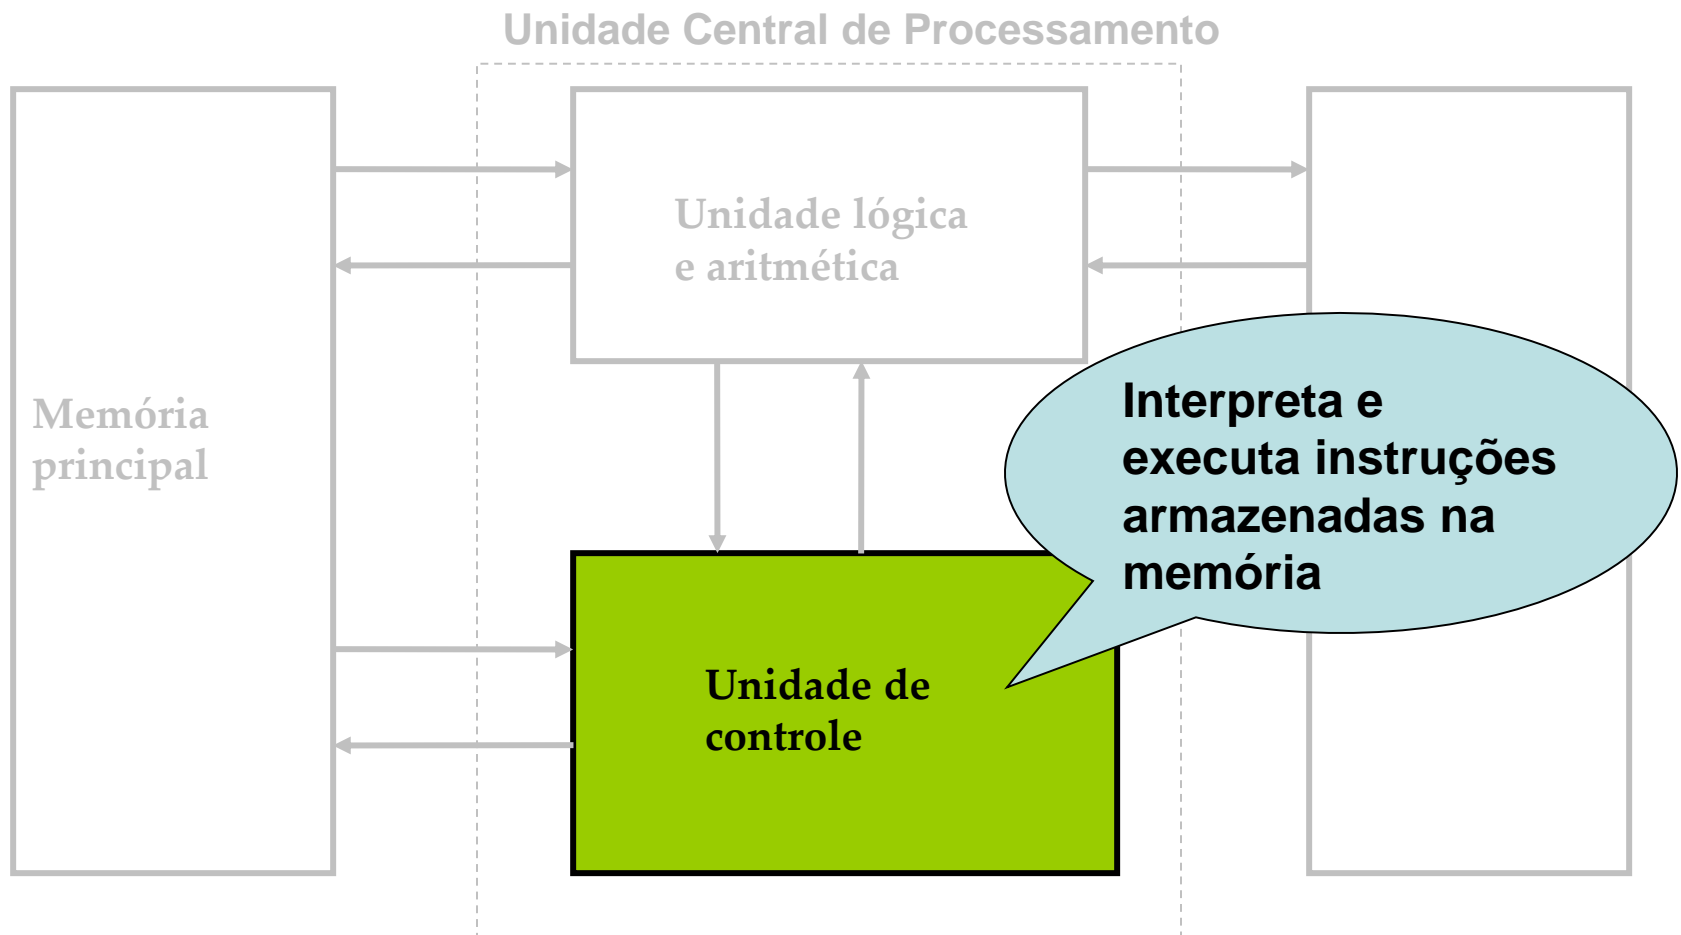 Unidade Central de Processamento
Unidade lógica
e aritmética
Memória
principal
Interpreta e
executa instruções
armazenadas na
memória
Unidade de
controle